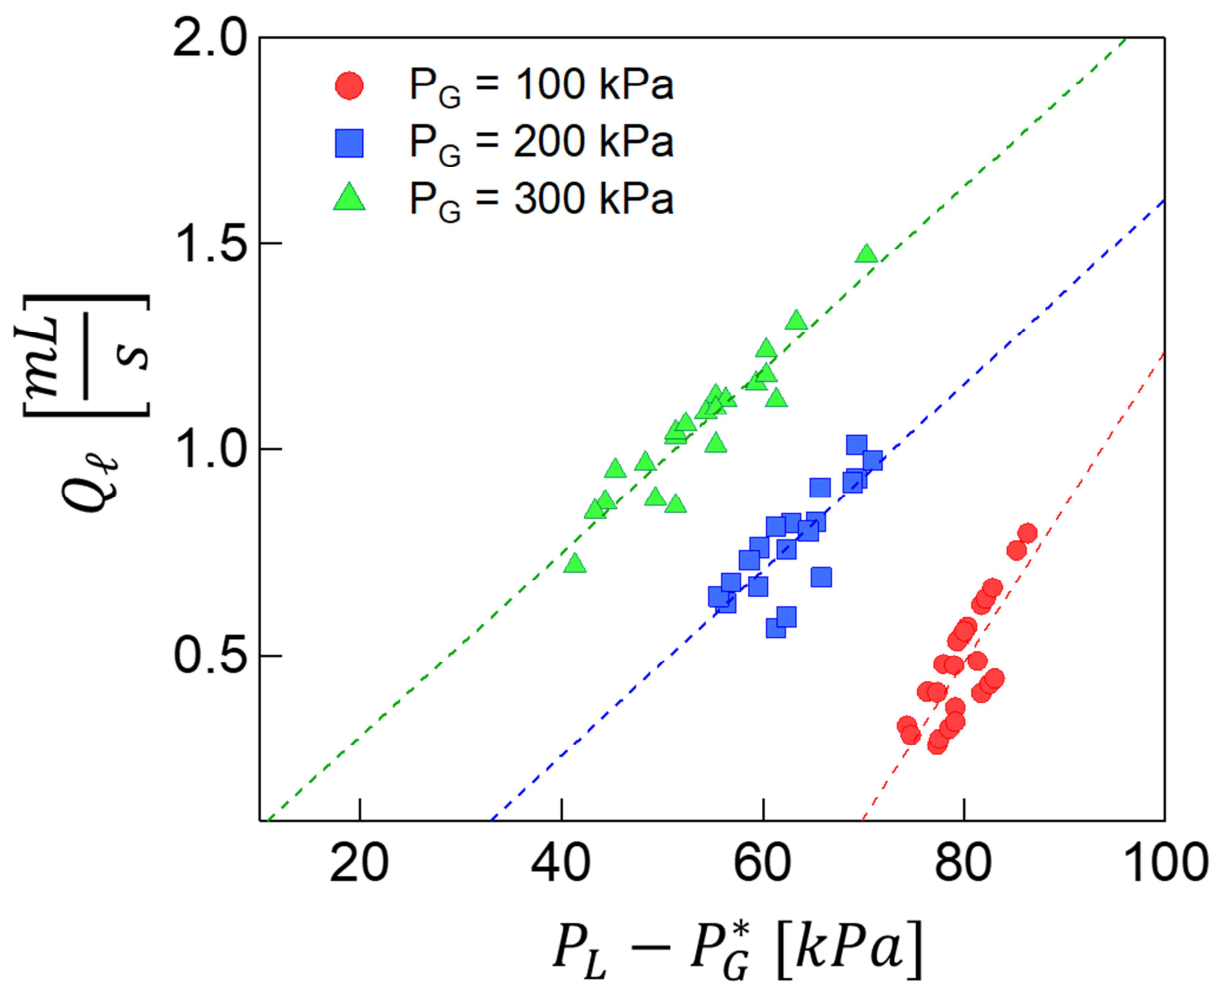 2.0
1.5
1.0
0.5
P_G = 100 kPa
P_G = 200 kPa
P_G = 300 kPa
Q_ℓ [mL/s]
20 40 60 80 100
P_L − P_G^* [kPa]